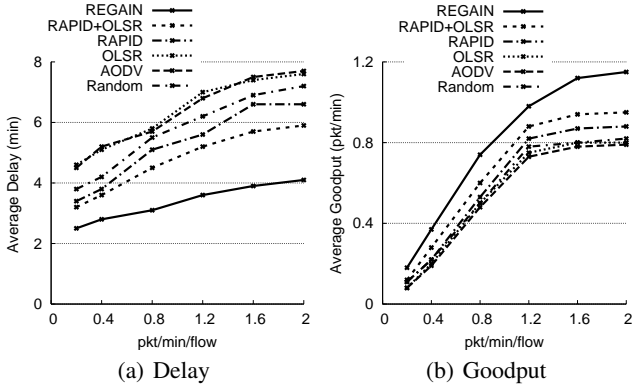 REGAIN
RAPID+OLSR
RAPID
OLSR
AODV
Random
8
6
4
2
0
Average Delay (min)
0 0.4 0.8 1.2 1.6 2
pkt/min/flow
(a) Delay
REGAIN
RAPID+OLSR
RAPID
OLSR
AODV
Random
1.2
0.8
0.4
0
Average Goodput (pkt/min)
0 0.4 0.8 1.2 1.6 2
pkt/min/flow
(b) Goodput